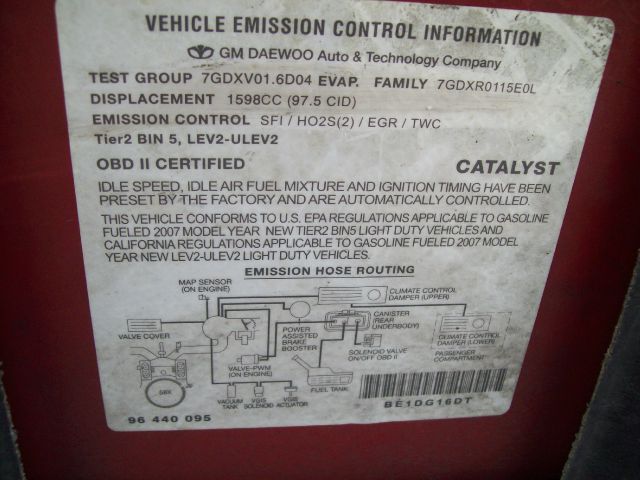 VEHICLE EMISSION CONTROL INFORMATION
GM DAEWOO Auto & Technology Company
TEST GROUP 7GDXV01.6D04 EVAP. FAMILY 7GDXR0115E0L
DISPLACEMENT 1598CC (97.5 CID)
EMISSION CONTROL SFI / HO2S(2) / EGR / TWC
Tier2 BIN 5, LEV2-ULEV2
OBD II CERTIFIED CATALYST
IDLE SPEED, IDLE AIR FUEL MIXTURE AND IGNITION TIMING HAVE BEEN
PRESET BY THE FACTORY AND ARE AUTOMATICALLY CONTROLLED.
THIS VEHICLE CONFORMS TO U.S. EPA REGULATIONS APPLICABLE TO GASOLINE
FUELED 2007 MODEL YEAR NEW TIER2 BIN5 LIGHT DUTY VEHICLES AND
CALIFORNIA REGULATIONS APPLICABLE TO GASOLINE FUELED 2007 MODEL
YEAR NEW LEV2-ULEV2 LIGHT DUTY VEHICLES.
EMISSION HOSE ROUTING
MAP SENSOR
(ON ENGINE)
CLIMATE CONTROL
DAMPER (UPPER)
VALVE COVER
POWER
ASSISTED
BRAKE
BOOSTER
CANISTER
(REAR
UNDERBODY)
CLIMATE CONTROL
DAMPER (LOWER)
VALVE-PWM
(ON ENGINE)
SOLENOID VALVE
ON/OFF OBD II
PASSENGER
COMPARTMENT
FUEL TANK
VACUUM
TANK
VGIS
SOLENOID
VGIS
ACTUATOR
96 440 095
BE1DG16DT